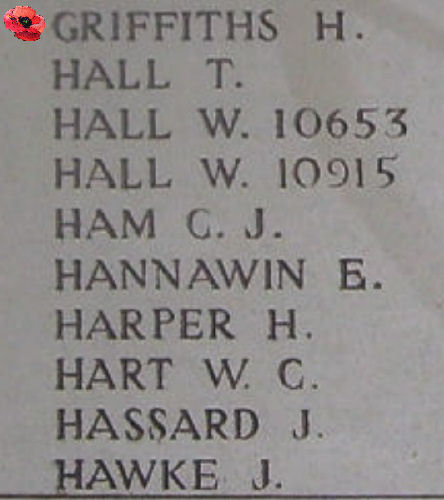 GRIFFITHS H.
HALL T.
HALL W. 10653
HALL W. 10915
HAM C. J.
HANNAWIN E.
HARPER H.
HART W. C.
HASSARD J.
HAWKE J.